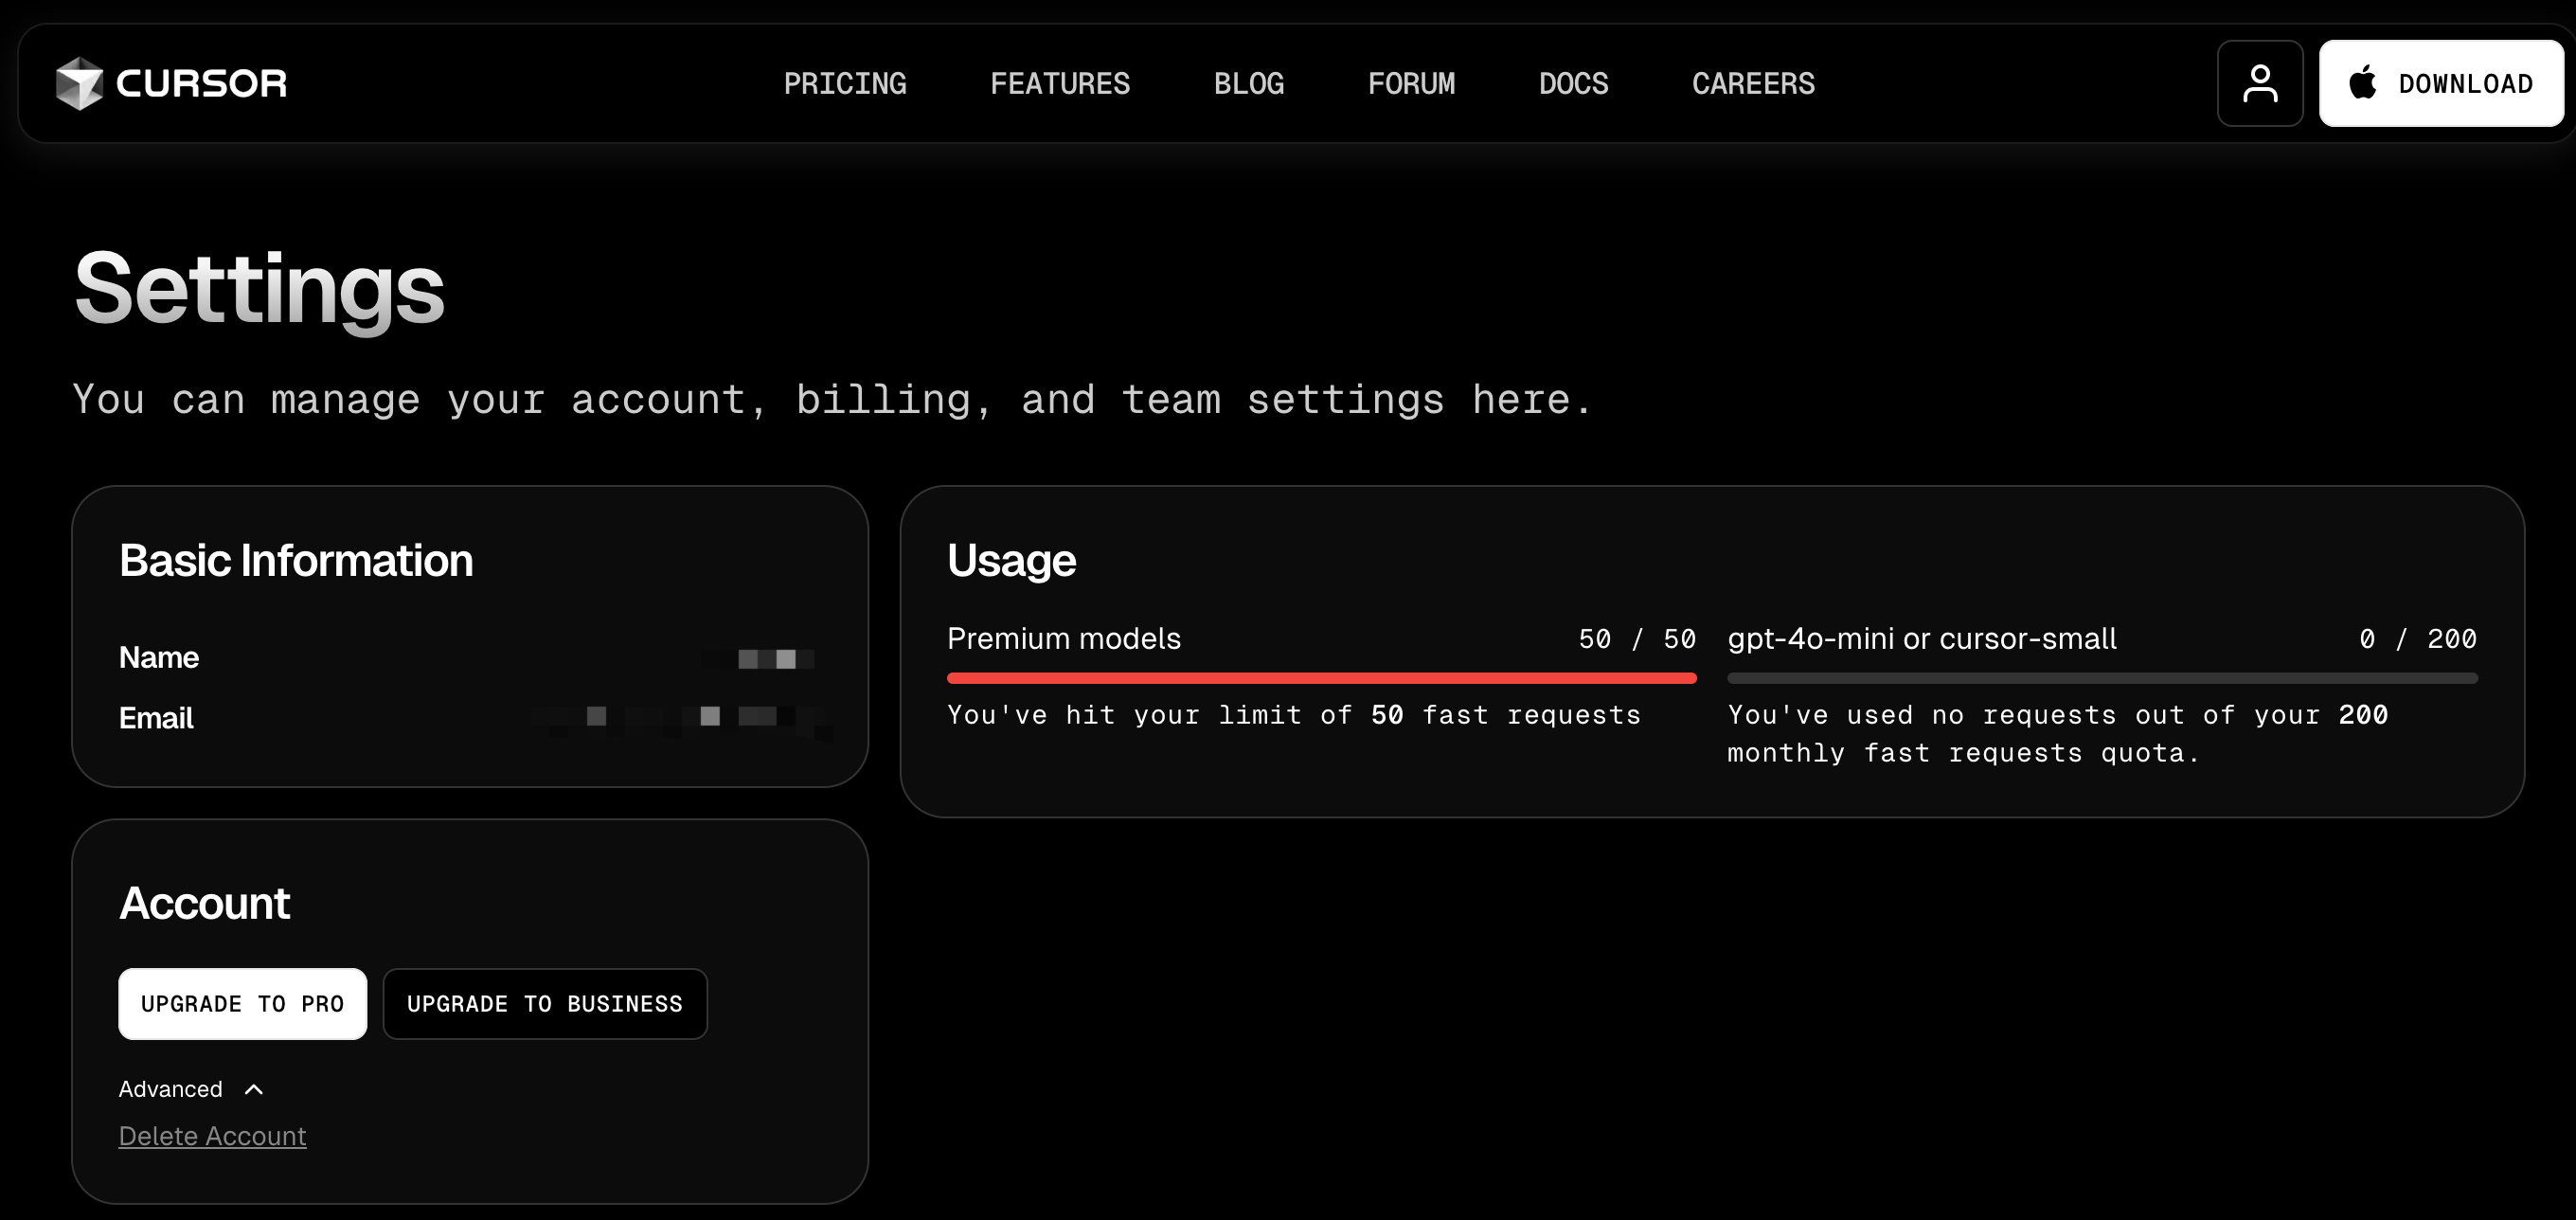 CURSOR
PRICING
FEATURES
BLOG
FORUM
DOCS
CAREERS
DOWNLOAD
Settings
You can manage your account, billing, and team settings here.
Basic Information
Name
Email
Usage
Premium models
50 / 50
You've hit your limit of 50 fast requests
gpt-4o-mini or cursor-small
0 / 200
You've used no requests out of your 200
monthly fast requests quota.
Account
UPGRADE TO PRO
UPGRADE TO BUSINESS
Advanced
Delete Account